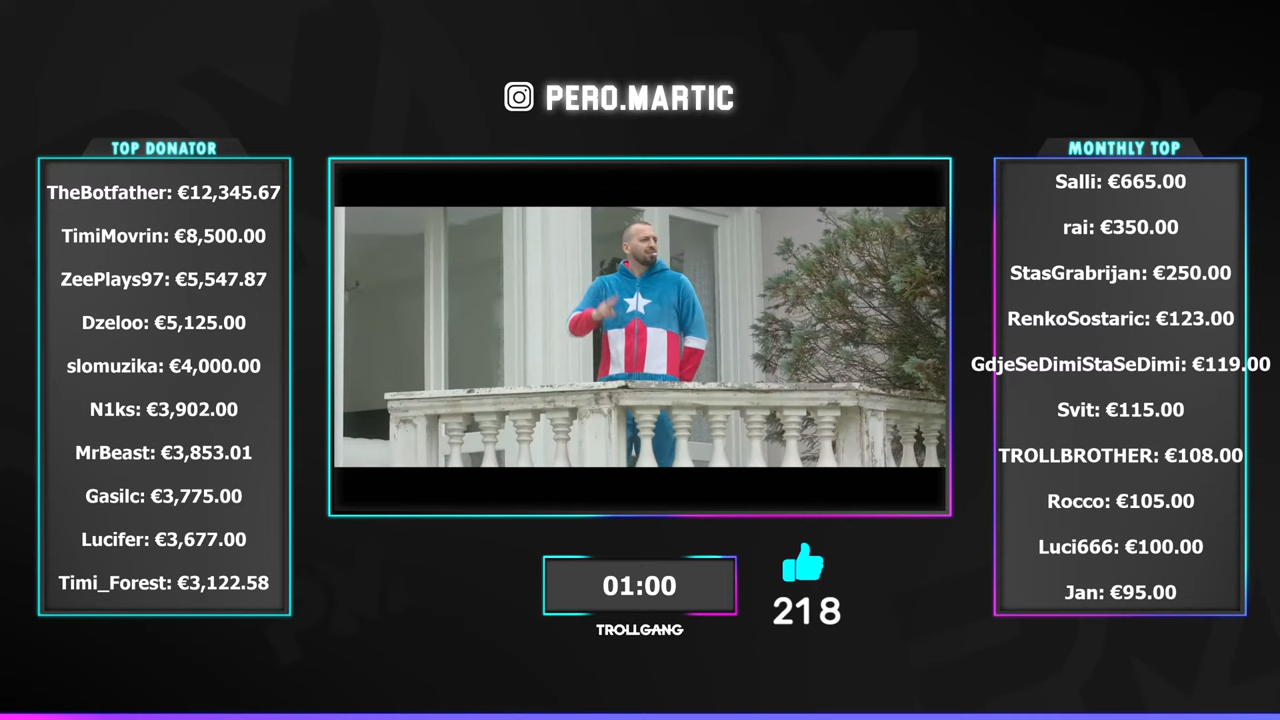 PERO.MARTIC
TOP DONATOR
TheBotfather: €12,345.67
TimiMovrin: €8,500.00
ZeePlays97: €5,547.87
Dzeloo: €5,125.00
slomuzika: €4,000.00
N1ks: €3,902.00
MrBeast: €3,853.01
Gasilc: €3,775.00
Lucifer: €3,677.00
Timi_Forest: €3,122.58
MONTHLY TOP
Salli: €665.00
rai: €350.00
StasGrabrijan: €250.00
RenkoSostaric: €123.00
GdjeSeDimiStaSeDimi: €119.00
Svit: €115.00
TROLLBROTHER: €108.00
Rocco: €105.00
Luci666: €100.00
Jan: €95.00
01:00
TROLLGANG
218